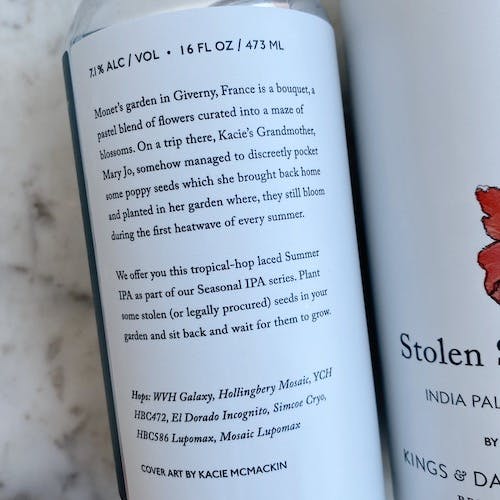 7.1% ALC / VOL • 16 FL OZ / 473 ML
Monet's garden in Giverny, France is a bouquet, a
pastel blend of flowers curated into a maze of
blossoms. On a trip there, Kacie's Grandmother,
Mary Jo, somehow managed to discreetly pocket
some poppy seeds which she brought back home
and planted in her garden where, they still bloom
during the first heatwave of every summer.
We offer you this tropical-hop laced Summer
IPA as part of our Seasonal IPA series. Plant
some stolen (or legally procured) seeds in your
garden and sit back and wait for them to grow.
Hops: WVH Galaxy, Hollingbery Mosaic, YCH
HBC472, El Dorado Incognito, Simcoe Cryo,
HBC586 Lupomax, Mosaic Lupomax
COVER ART BY KACIE MCMACKIN
Stolen
INDIA PAL
BY
KINGS & DA